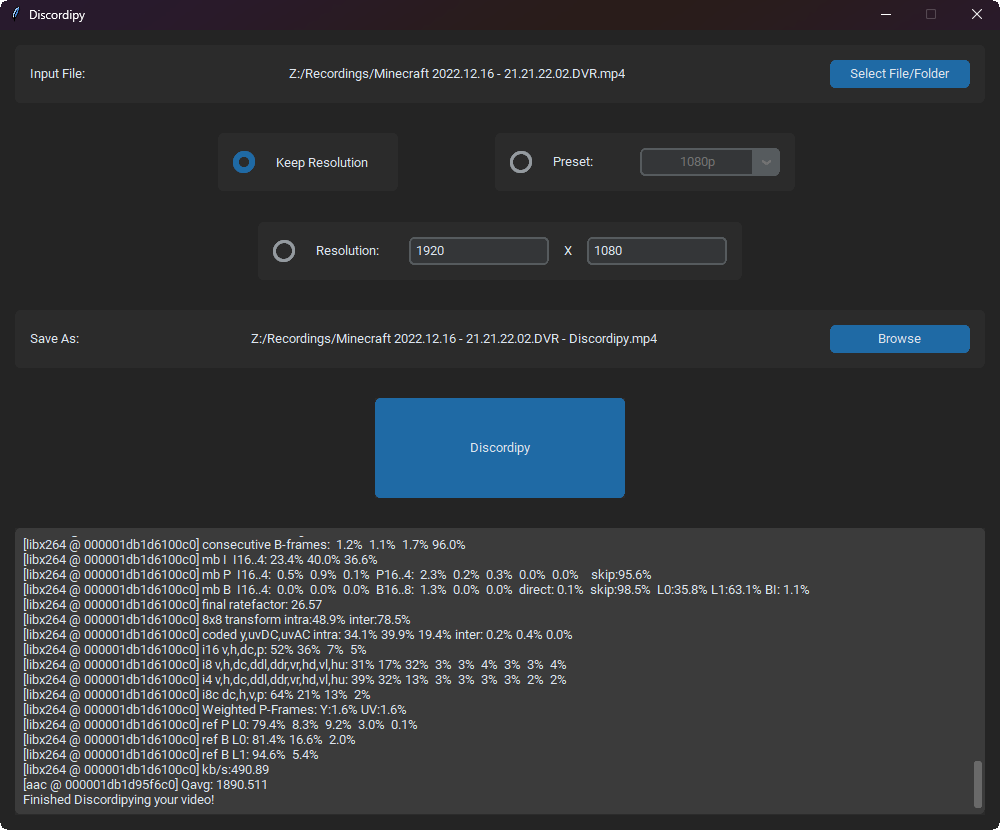 Discordipy
Input File: Z:/Recordings/Minecraft 2022.12.16 - 21.21.22.02.DVR.mp4 Select File/Folder
Keep Resolution Preset: 1080p
Resolution: 1920 X 1080
Save As: Z:/Recordings/Minecraft 2022.12.16 - 21.21.22.02.DVR - Discordipy.mp4 Browse
Discordipy
[libx264 @ 000001db1d6100c0] consecutive B-frames:  1.2%  1.1%  1.7% 96.0%
[libx264 @ 000001db1d6100c0] mb I  I16..4: 23.4% 40.0% 36.6%
[libx264 @ 000001db1d6100c0] mb P  I16..4:  0.5%  0.9%  0.1%  P16..4:  2.3%  0.2%  0.3%  0.0%  0.0%    skip:95.6%
[libx264 @ 000001db1d6100c0] mb B  I16..4:  0.0%  0.0%  0.0%  B16..8:  1.3%  0.0%  0.0%  direct: 0.1%  skip:98.5%  L0:35.8% L1:63.1% BI: 1.1%
[libx264 @ 000001db1d6100c0] final ratefactor: 26.57
[libx264 @ 000001db1d6100c0] 8x8 transform intra:48.9% inter:78.5%
[libx264 @ 000001db1d6100c0] coded y,uvDC,uvAC intra: 34.1% 39.9% 19.4% inter: 0.2% 0.4% 0.0%
[libx264 @ 000001db1d6100c0] i16 v,h,dc,p: 52% 36%  7%  5%
[libx264 @ 000001db1d6100c0] i8 v,h,dc,ddl,ddr,vr,hd,vl,hu: 31% 17% 32%  3%  3%  4%  3%  3%  4%
[libx264 @ 000001db1d6100c0] i4 v,h,dc,ddl,ddr,vr,hd,vl,hu: 39% 32% 13%  3%  3%  3%  3%  2%  2%
[libx264 @ 000001db1d6100c0] i8c dc,h,v,p: 64% 21% 13%  2%
[libx264 @ 000001db1d6100c0] Weighted P-Frames: Y:1.6% UV:1.6%
[libx264 @ 000001db1d6100c0] ref P L0: 79.4%  8.3%  9.2%  3.0%  0.1%
[libx264 @ 000001db1d6100c0] ref B L0: 81.4% 16.6%  2.0%
[libx264 @ 000001db1d6100c0] ref B L1: 94.6%  5.4%
[libx264 @ 000001db1d6100c0] kb/s:490.89
[aac @ 000001db1d95f6c0] Qavg: 1890.511
Finished Discordipying your video!